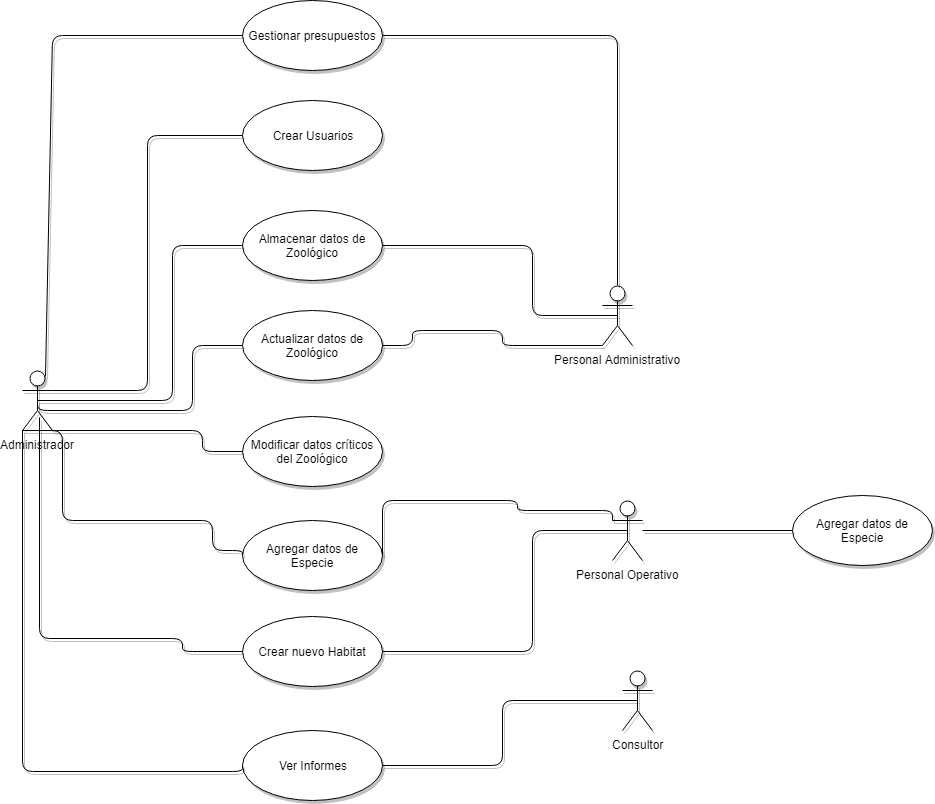 Gestionar presupuestos
Crear Usuarios
Almacenar datos de
Zoológico
Actualizar datos de
Zoológico
Personal Administrativo
Administrador
Modificar datos críticos
del Zoológico
Agregar datos de
Especie
Personal Operativo
Agregar datos de
Especie
Crear nuevo Habitat
Consultor
Ver Informes